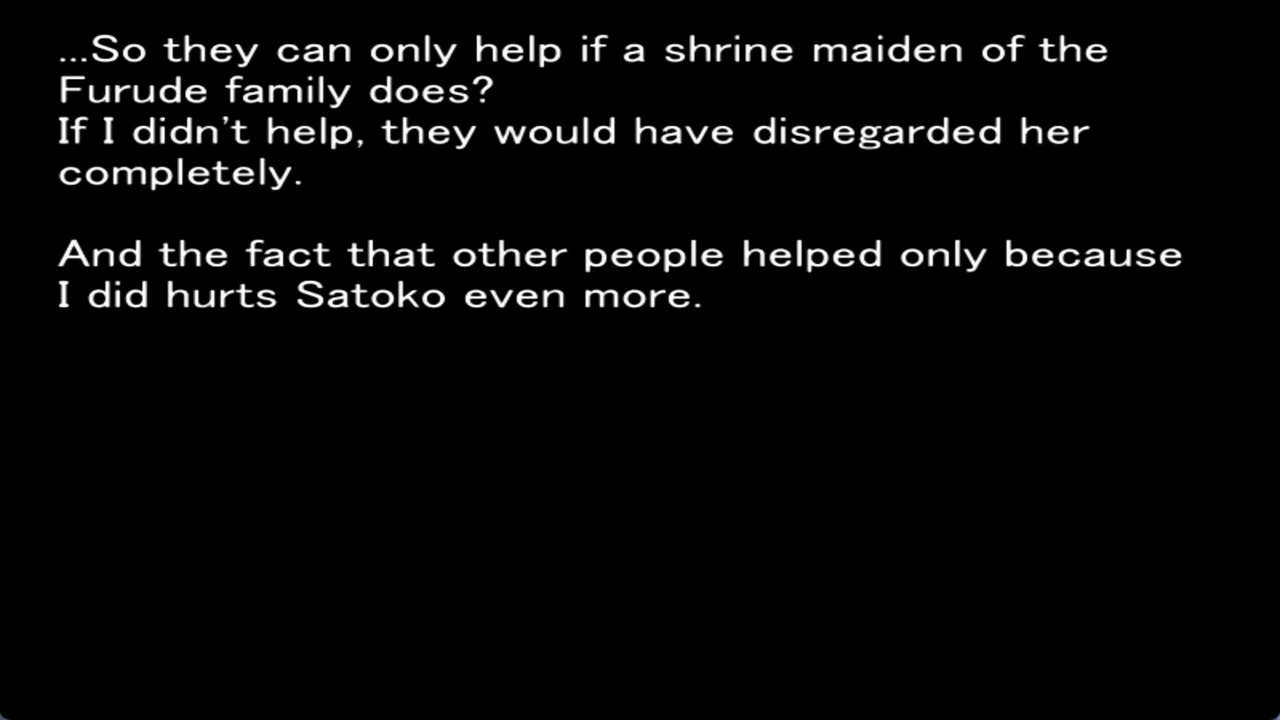 ...So they can only help if a shrine maiden of the
Furude family does?
If I didn't help, they would have disregarded her
completely.
And the fact that other people helped only because
I did hurts Satoko even more.